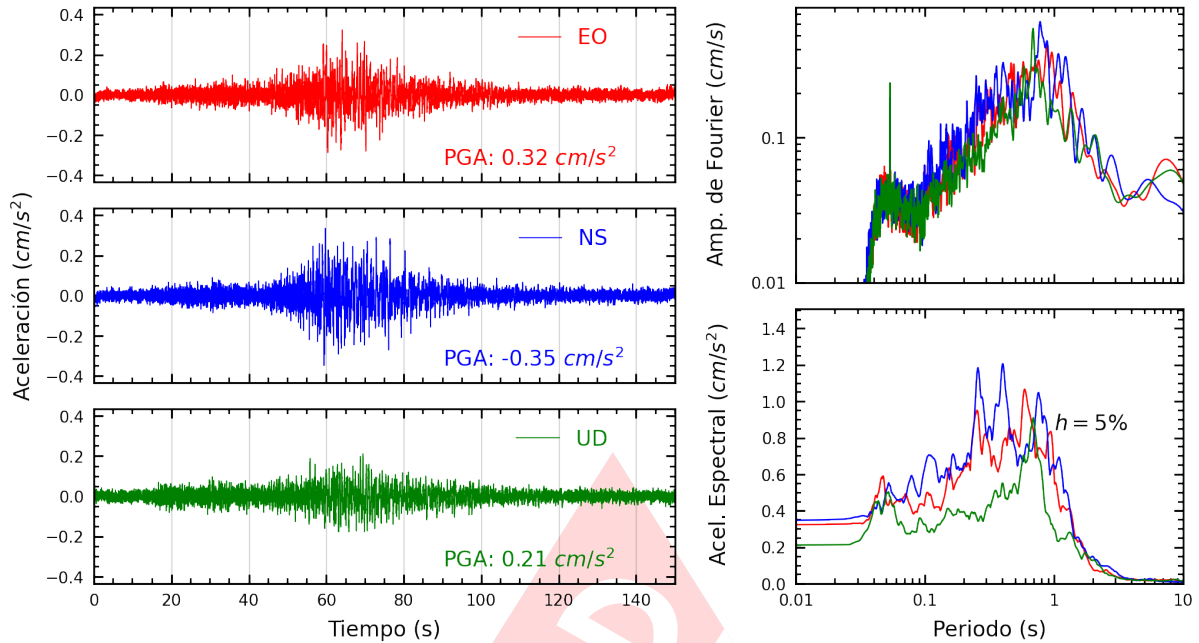 Aceleración (cm/s²)
0.4
0.2
0.0
−0.2
−0.4
EO
PGA: 0.32 cm/s²
0.4
0.2
0.0
−0.2
−0.4
NS
PGA: -0.35 cm/s²
0.4
0.2
0.0
−0.2
−0.4
UD
PGA: 0.21 cm/s²
0 20 40 60 80 100 120 140
Tiempo (s)
Amp. de Fourier (cm/s)
0.1
0.01
Acel. Espectral (cm/s²)
1.4
1.2
1.0
0.8
0.6
0.4
0.2
0.0
h = 5%
0.01 0.1 1 10
Periodo (s)